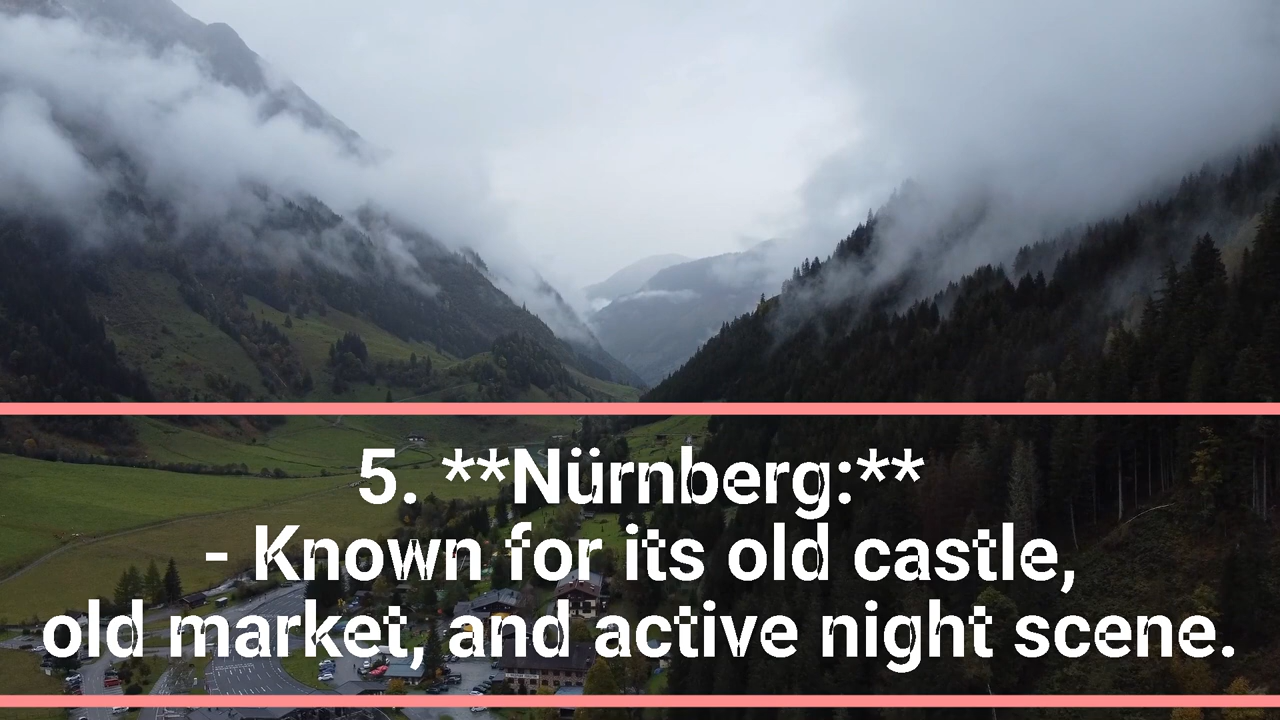 5. **Nürnberg:**
- Known for its old castle,
old market, and active night scene.